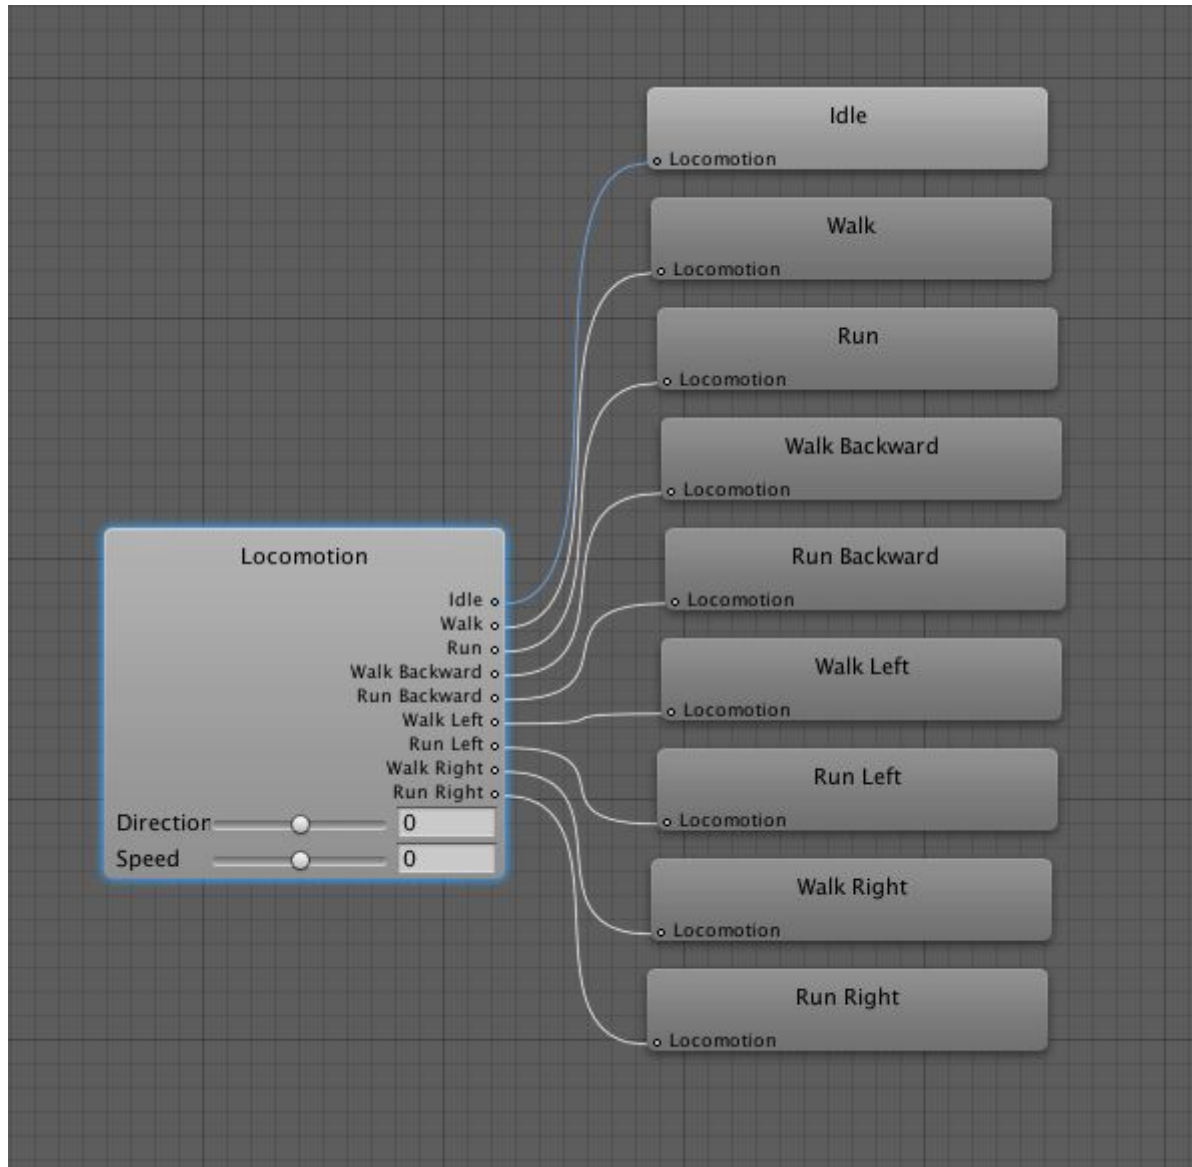 Idle
Locomotion
Walk
Locomotion
Run
Locomotion
Walk Backward
Locomotion
Run Backward
Locomotion
Walk Left
Locomotion
Run Left
Locomotion
Walk Right
Locomotion
Run Right
Locomotion
Locomotion
Idle
Walk
Run
Walk Backward
Run Backward
Walk Left
Run Left
Walk Right
Run Right
Direction 0
Speed 0